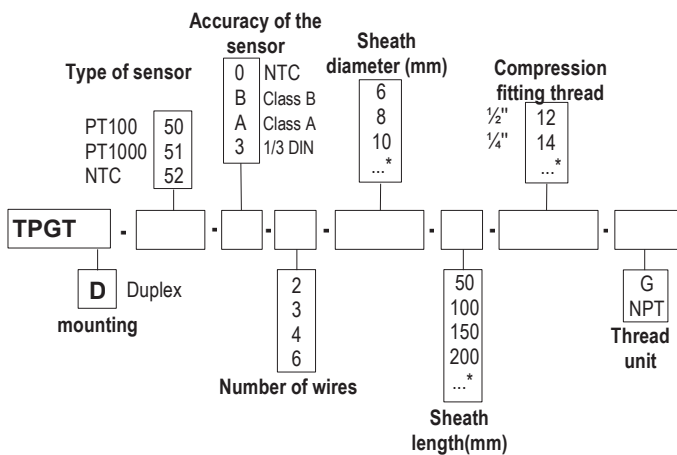 Accuracy of the
sensor
Type of sensor
0 NTC
B Class B
A Class A
3 1/3 DIN
PT100 50
PT1000 51
NTC 52
Sheath
diameter (mm)
6
8
10
...*
Compression
fitting thread
½" 12
¼" 14
...*
TPGT - - - - - - -
D Duplex
mounting
2
3
4
6
Number of wires
50
100
150
200
...*
Sheath
length(mm)
G
NPT
Thread
unit